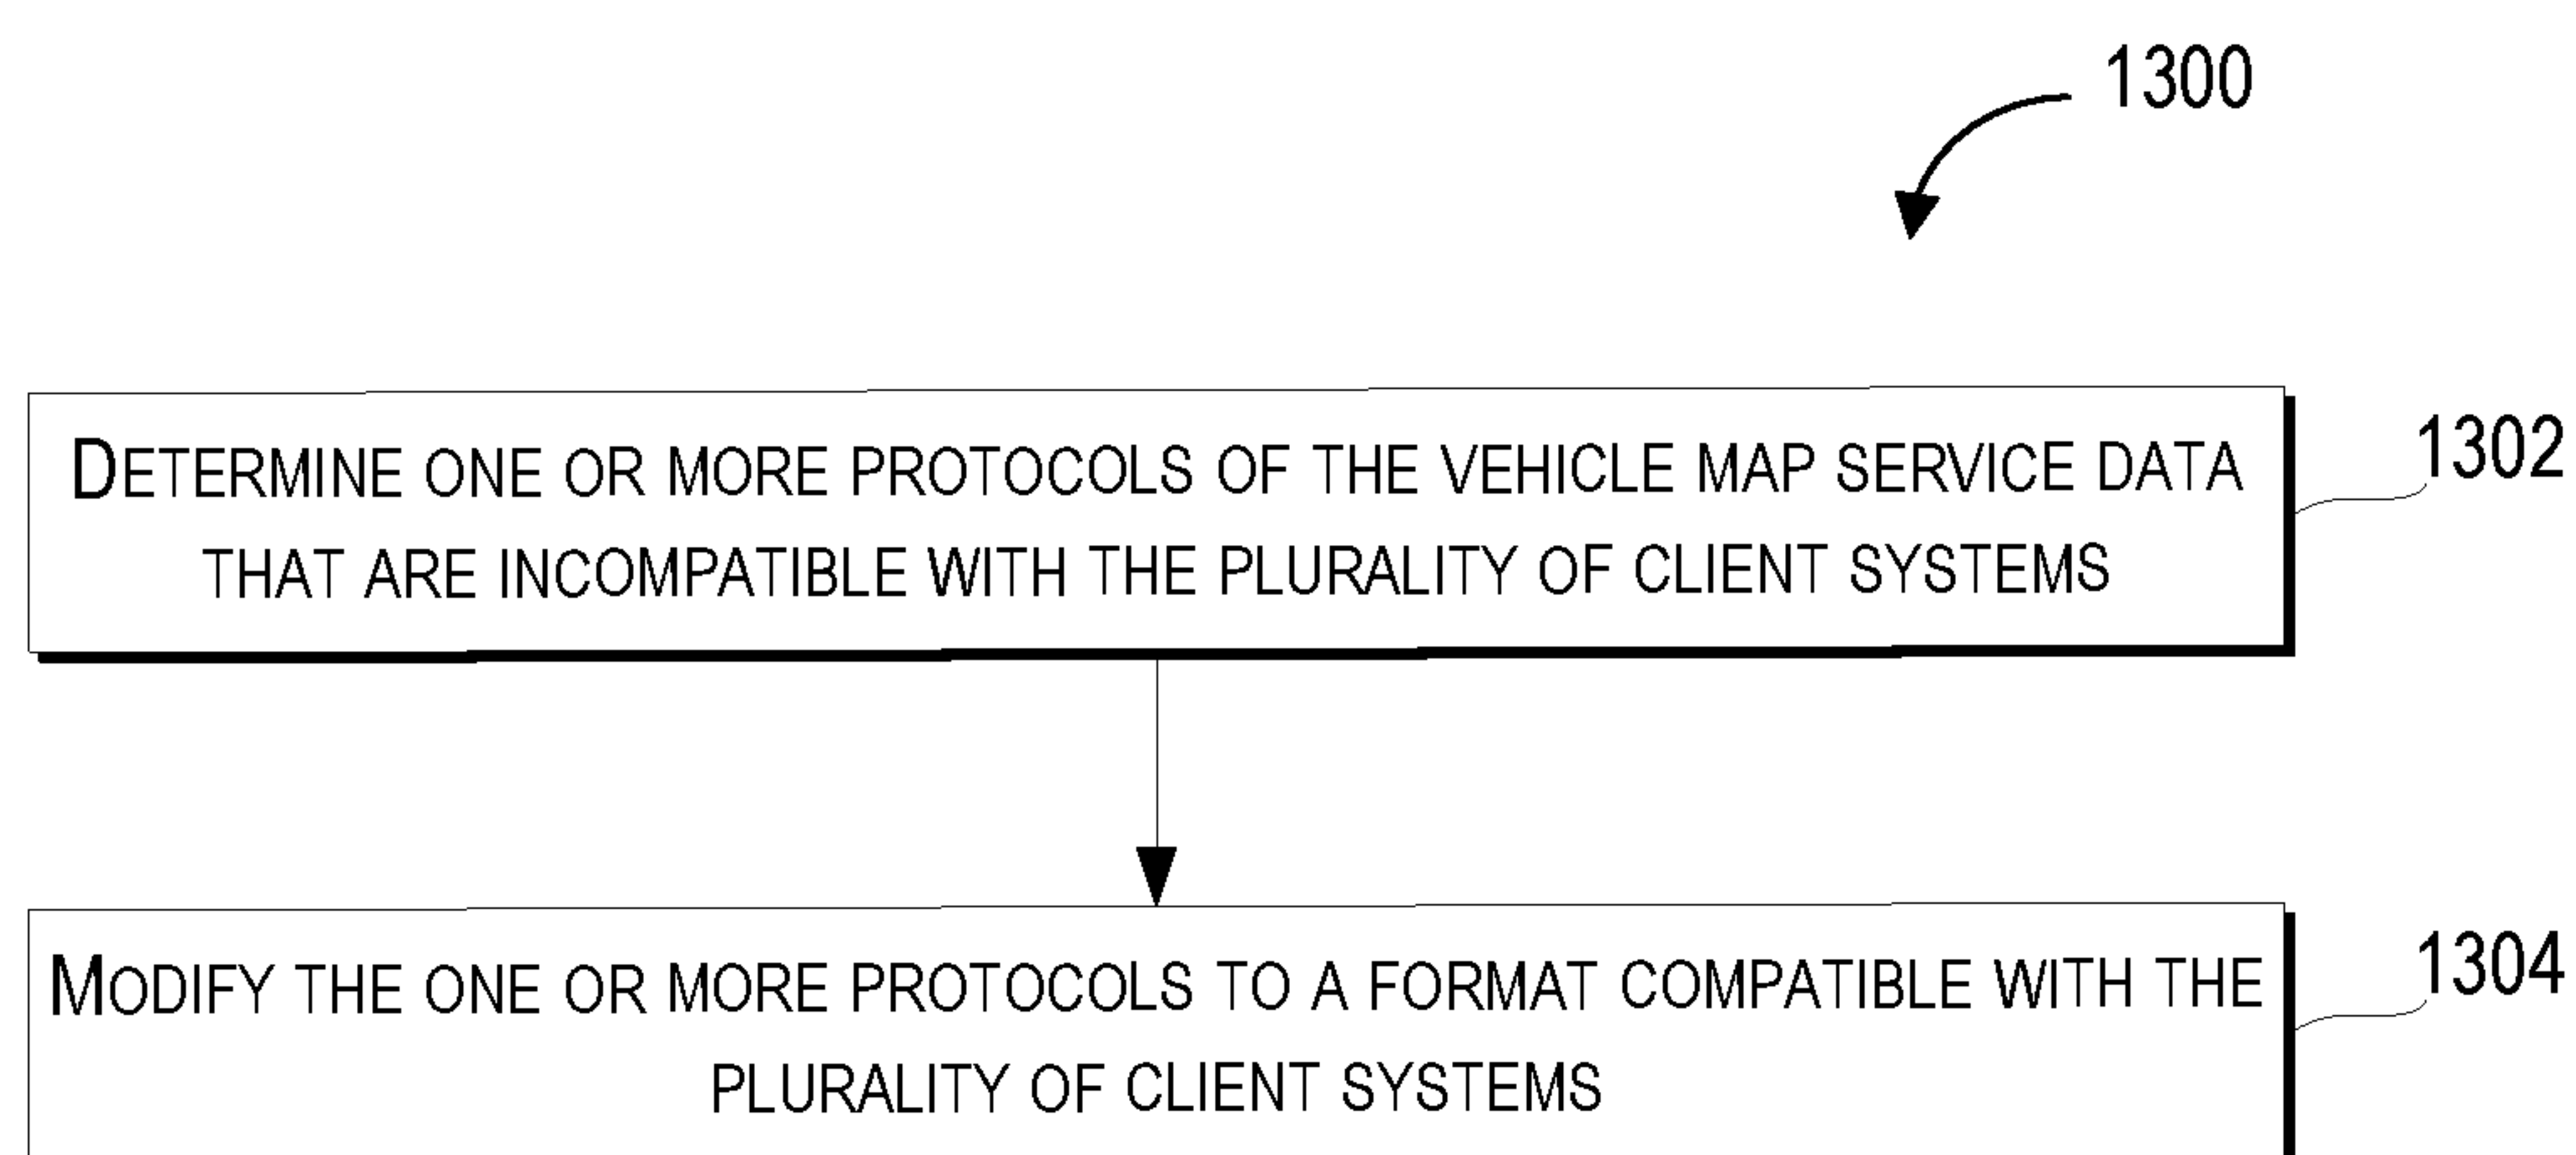 1300
DETERMINE ONE OR MORE PROTOCOLS OF THE VEHICLE MAP SERVICE DATA
1302
THAT ARE INCOMPATIBLE WITH THE PLURALITY OF CLIENT SYSTEMS
MODIFY THE ONE OR MORE PROTOCOLS TO A FORMAT COMPATIBLE WITH THE
1304
PLURALITY OF CLIENT SYSTEMS